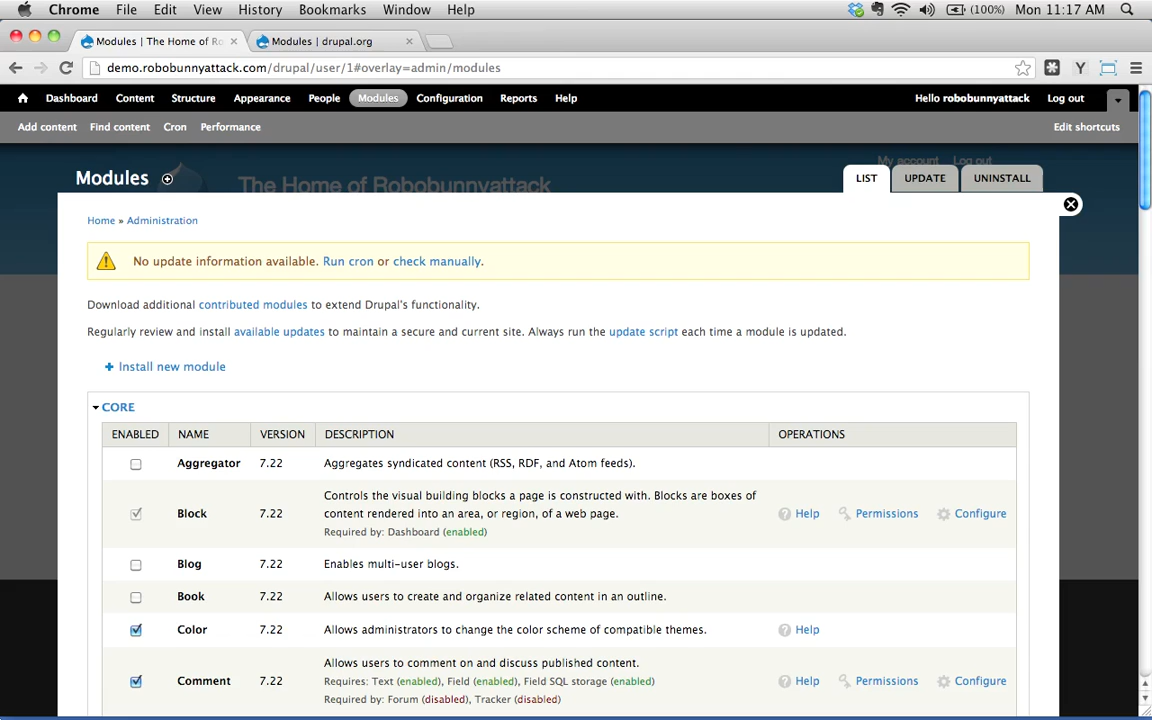 Chrome File Edit View History Bookmarks Window Help (100%) Mon 11:17 AM
Modules | The Home of Ro Modules | drupal.org
demo.robobunnyattack.com/drupal/user/1#overlay=admin/modules
Dashboard Content Structure Appearance People Modules Configuration Reports Help Hello robobunnyattack Log out
Add content Find content Cron Performance Edit shortcuts
My account Log out
Modules The Home of Robobunnyattack LIST UPDATE UNINSTALL
Home » Administration
No update information available. Run cron or check manually.
Download additional contributed modules to extend Drupal's functionality.
Regularly review and install available updates to maintain a secure and current site. Always run the update script each time a module is updated.
+ Install new module
CORE
ENABLED NAME VERSION DESCRIPTION OPERATIONS
Aggregator 7.22 Aggregates syndicated content (RSS, RDF, and Atom feeds).
Controls the visual building blocks a page is constructed with. Blocks are boxes of
Block 7.22 content rendered into an area, or region, of a web page. Help Permissions Configure
Required by: Dashboard (enabled)
Blog 7.22 Enables multi-user blogs.
Book 7.22 Allows users to create and organize related content in an outline.
Color 7.22 Allows administrators to change the color scheme of compatible themes. Help
Allows users to comment on and discuss published content.
Comment 7.22 Requires: Text (enabled), Field (enabled), Field SQL storage (enabled) Help Permissions Configure
Required by: Forum (disabled), Tracker (disabled)